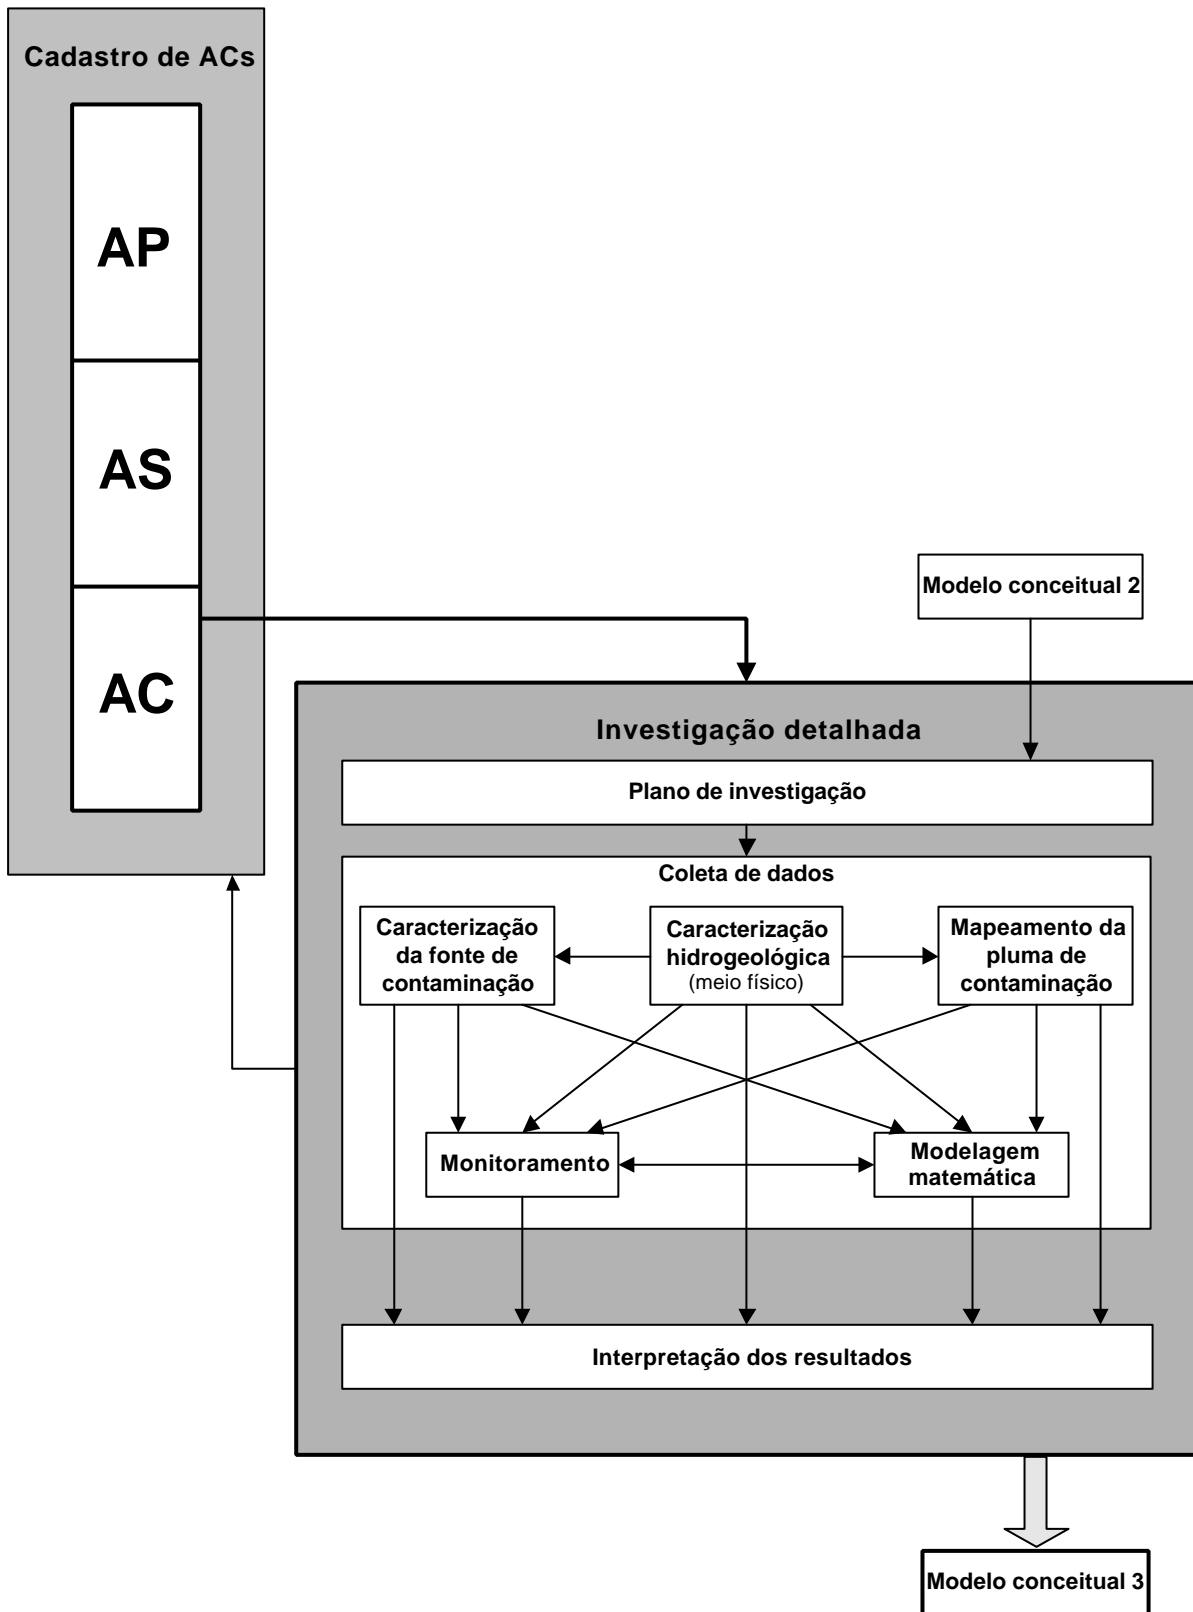 Cadastro de ACs
AP
AS
AC
Modelo conceitual 2
Investigação detalhada
Plano de investigação
Coleta de dados
Caracterização
da fonte de
contaminação
Caracterização
hidrogeológica
(meio físico)
Mapeamento da
pluma de
contaminação
Monitoramento
Modelagem
matemática
Interpretação dos resultados
Modelo conceitual 3